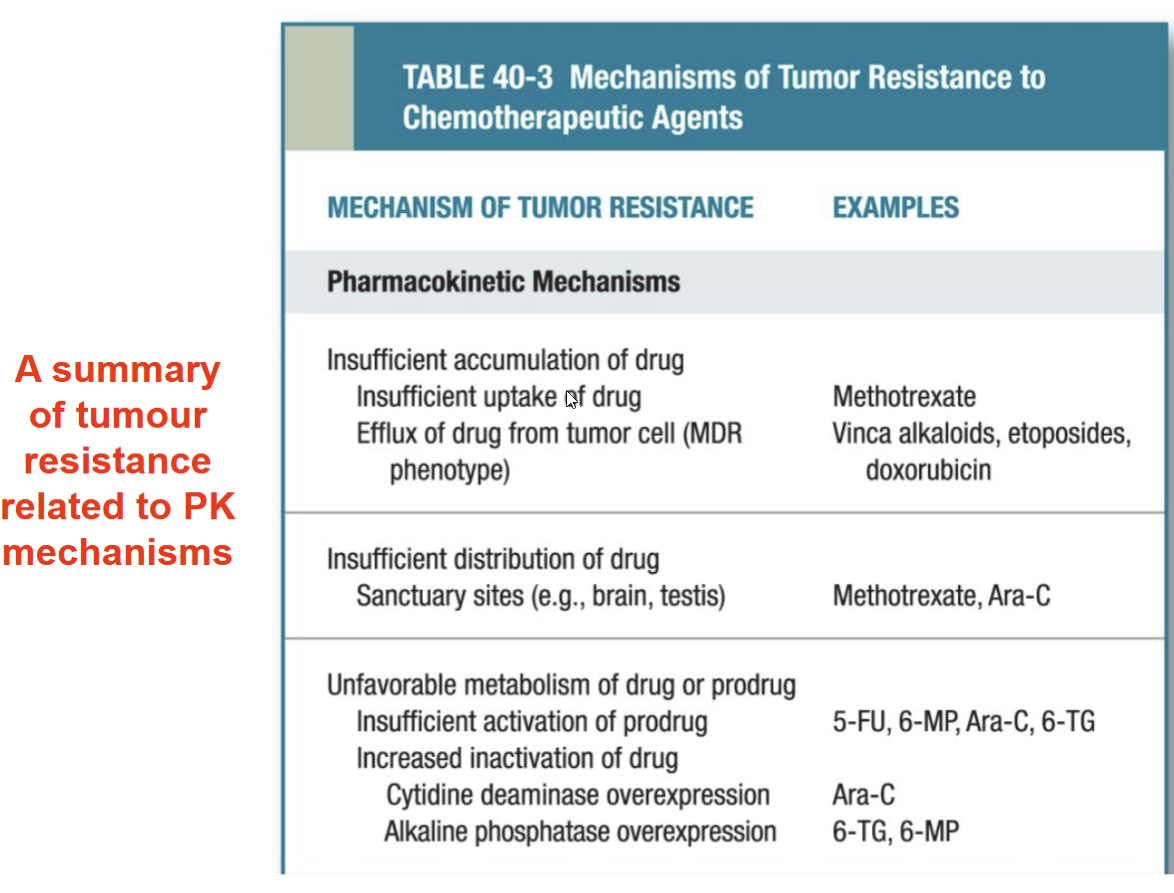 TABLE 40-3 Mechanisms of Tumor Resistance to
Chemotherapeutic Agents
MECHANISM OF TUMOR RESISTANCE EXAMPLES
Pharmacokinetic Mechanisms
A summary
of tumour
resistance
related to PK
mechanisms
Insufficient accumulation of drug
Insufficient uptake of drug Methotrexate
Efflux of drug from tumor cell (MDR Vinca alkaloids, etoposides,
phenotype) doxorubicin
Insufficient distribution of drug
Sanctuary sites (e.g., brain, testis) Methotrexate, Ara-C
Unfavorable metabolism of drug or prodrug
Insufficient activation of prodrug 5-FU, 6-MP, Ara-C, 6-TG
Increased inactivation of drug
Cytidine deaminase overexpression Ara-C
Alkaline phosphatase overexpression 6-TG, 6-MP